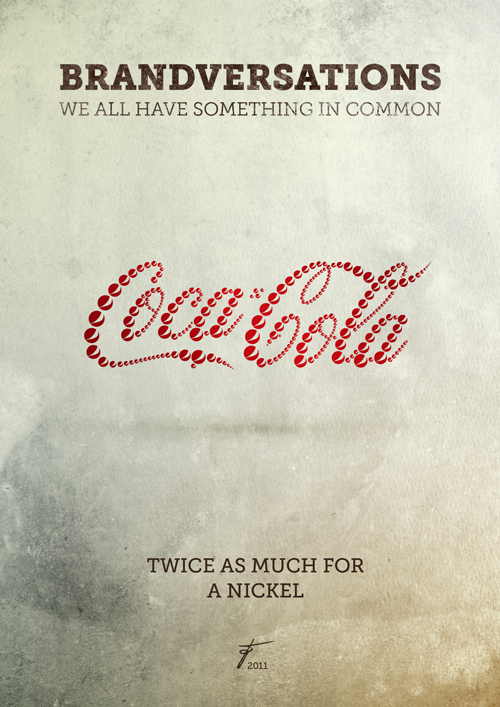 BRANDVERSATIONS
WE ALL HAVE SOMETHING IN COMMON
Coca-Cola
TWICE AS MUCH FOR
A NICKEL
2011